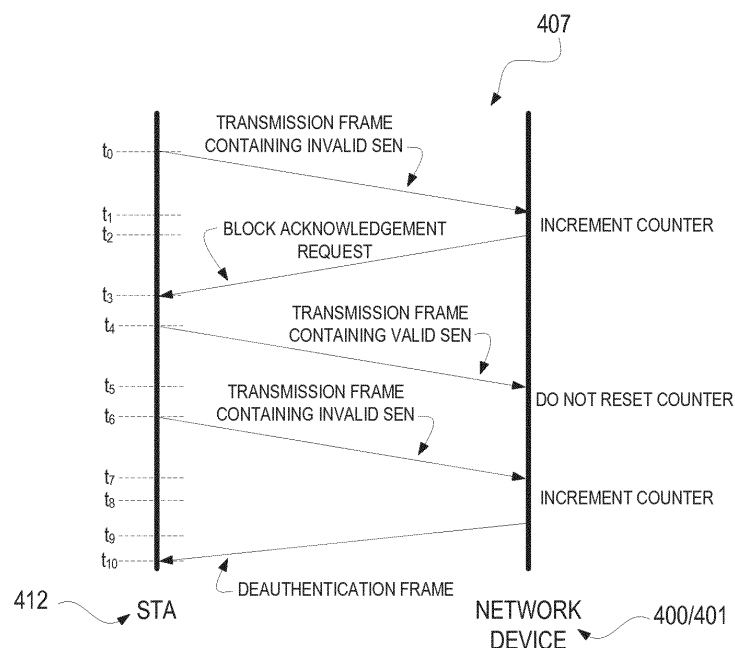 407
TRANSMISSION FRAME
CONTAINING INVALID SEN
t0
t1
INCREMENT COUNTER
t2
BLOCK ACKNOWLEDGEMENT
REQUEST
t3
TRANSMISSION FRAME
CONTAINING VALID SEN
t4
t5
DO NOT RESET COUNTER
TRANSMISSION FRAME
CONTAINING INVALID SEN
t6
t7
INCREMENT COUNTER
t8
t9
t10
DEAUTHENTICATION FRAME
412
STA
NETWORK
DEVICE
400/401